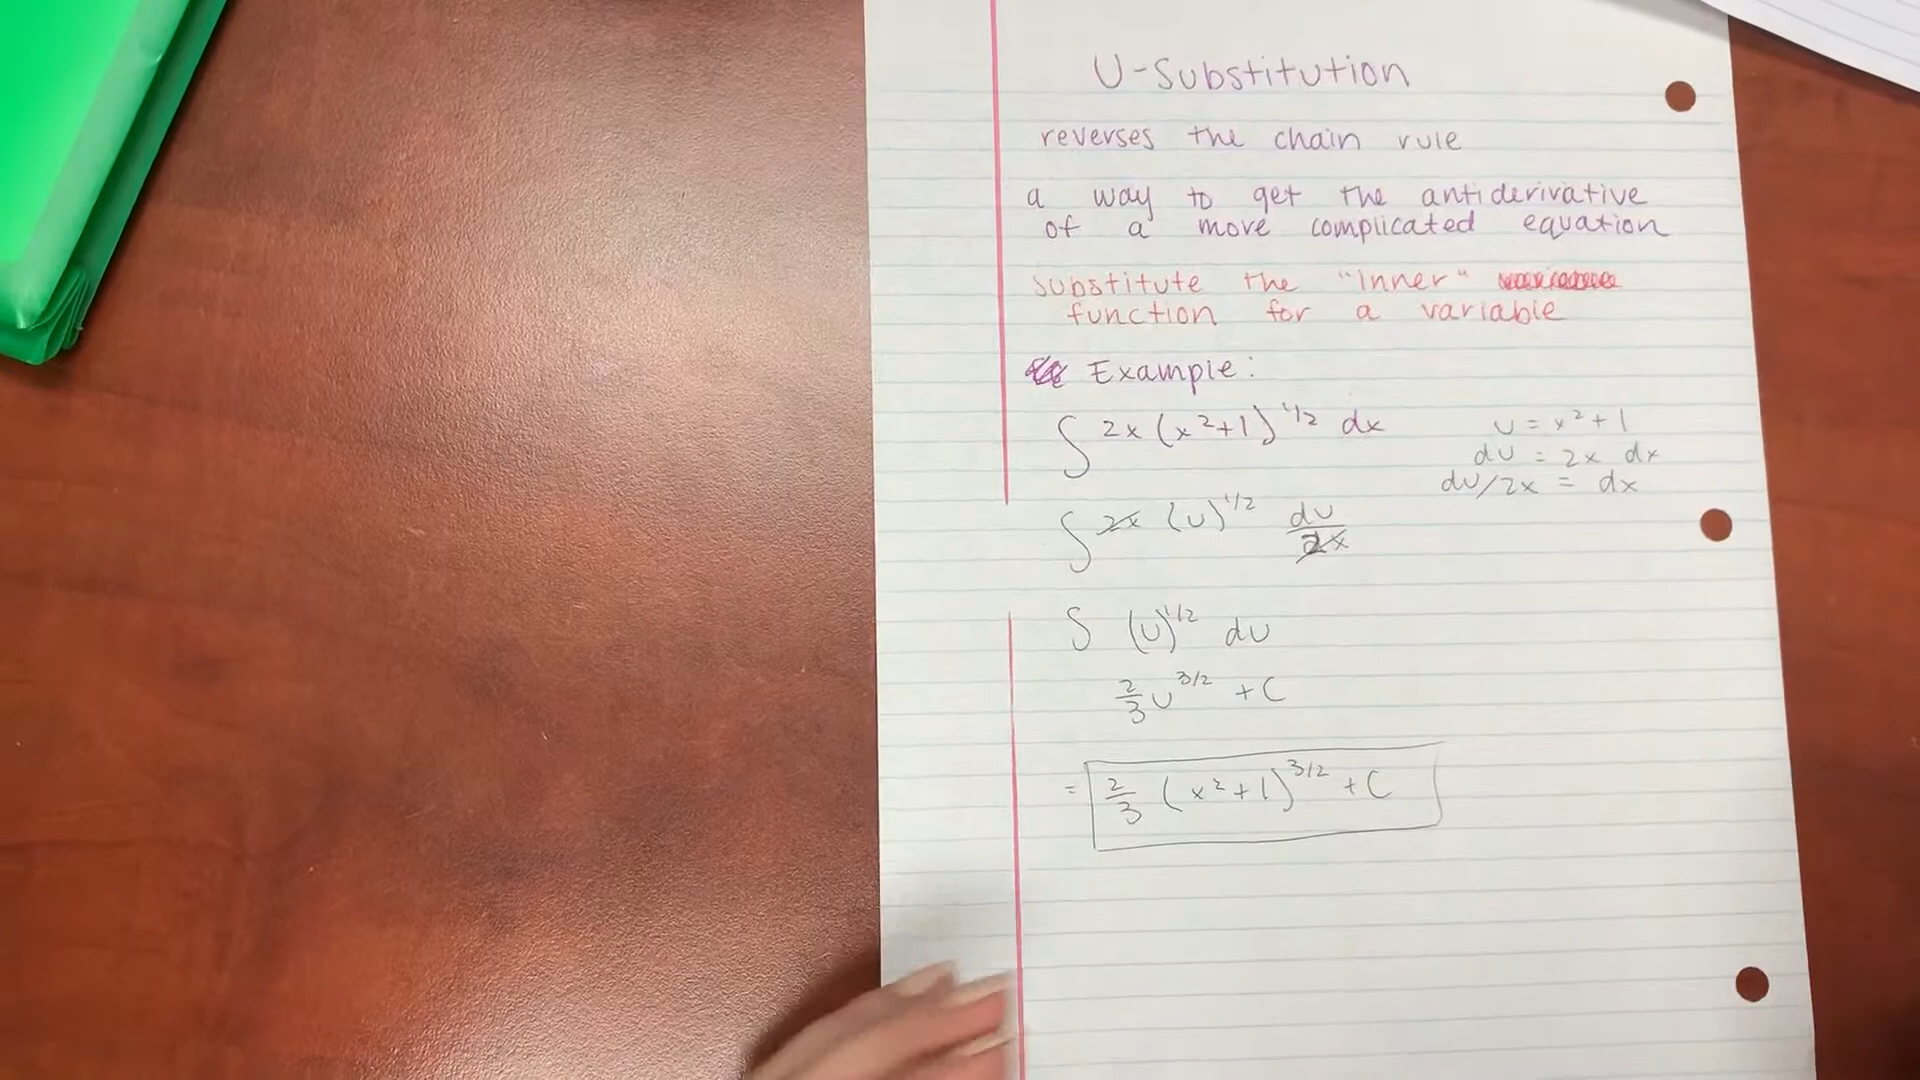 U-Substitution
reverses the chain rule
a way to get the antiderivative
of a more complicated equation
substitute the "inner"
function for a variable
Example:
∫ 2x (x²+1)^1/2 dx
u = x²+1
du = 2x dx
du/2x = dx
∫ 2x (u)^1/2 du/2x
∫ (u)^1/2 du
2/3 u^3/2 + C
= 2/3 (x²+1)^3/2 + C